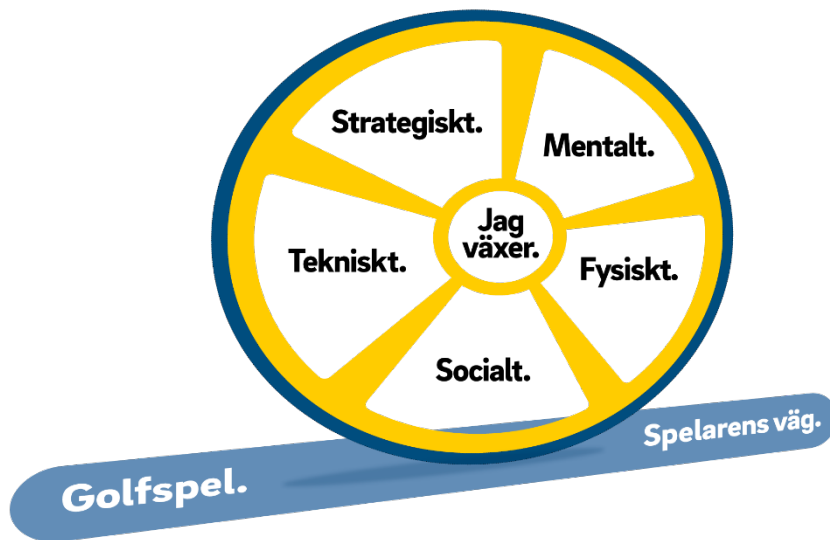 Strategiskt.
Mentalt.
Jag
växer.
Tekniskt.
Fysiskt.
Socialt.
Spelarens väg.
Golfspel.